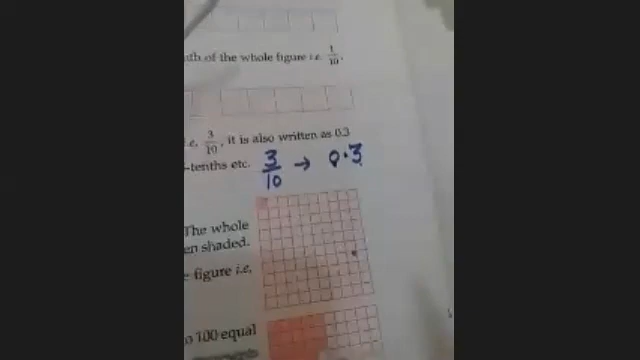 of the whole figure i.e. 1/10,
3/10, it is also written as 0.3
-tenths etc. 3/10 → 0.3
The whole
en shaded.
figure i.e.
100 equal